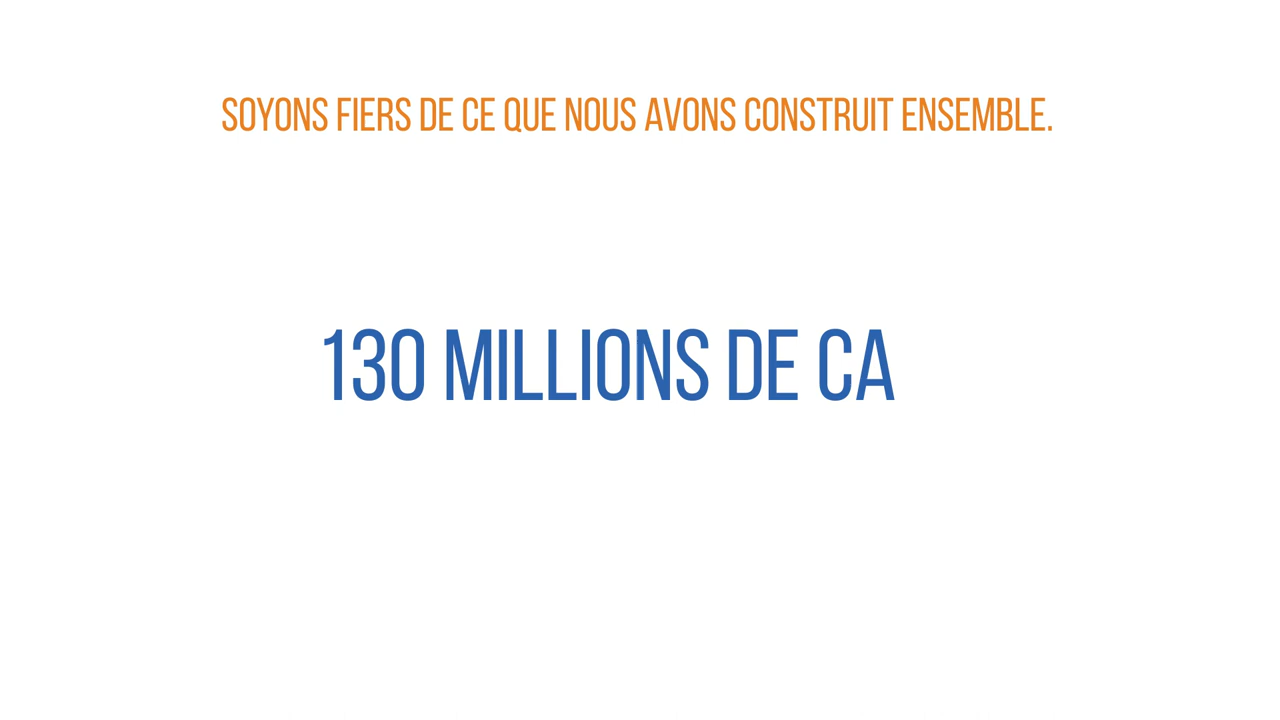 SOYONS FIERS DE CE QUE NOUS AVONS CONSTRUIT ENSEMBLE.
130 MILLIONS DE CA